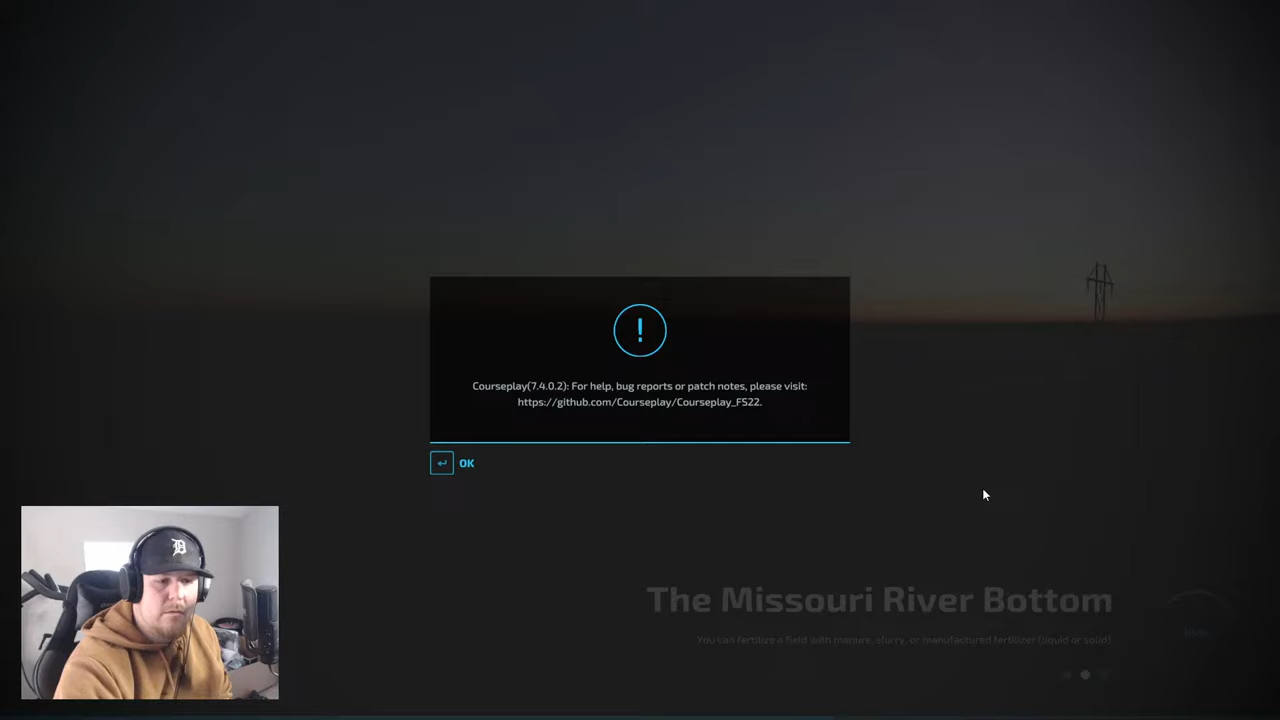 Courseplay(7.4.0.2): For help, bug reports or patch notes, please visit:
https://github.com/Courseplay/Courseplay_FS22.
OK
The Missouri River Bottom
You can fertilize a field with manure, slurry, or manufactured fertilizer (liquid or solid).